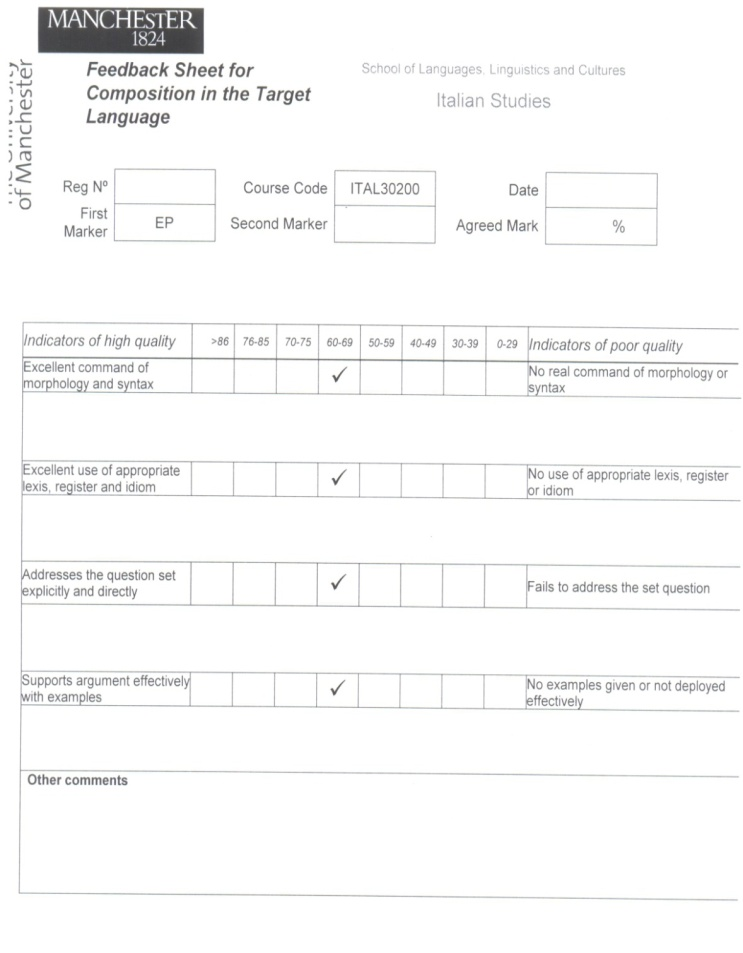 MANCHESTER
1824
of Manchester
Feedback Sheet for
Composition in the Target
Language
School of Languages, Linguistics and Cultures
Italian Studies
Reg Nº
Course Code
ITAL30200
Date
First
Marker
EP
Second Marker
Agreed Mark
%
Indicators of high quality >86 76-85 70-75 60-69 50-59 40-49 30-39 0-29 Indicators of poor quality
Excellent command of
morphology and syntax
✓
No real command of morphology or
syntax
Excellent use of appropriate
lexis, register and idiom
✓
No use of appropriate lexis, register
or idiom
Addresses the question set
explicitly and directly
✓
Fails to address the set question
Supports argument effectively
with examples
✓
No examples given or not deployed
effectively
Other comments